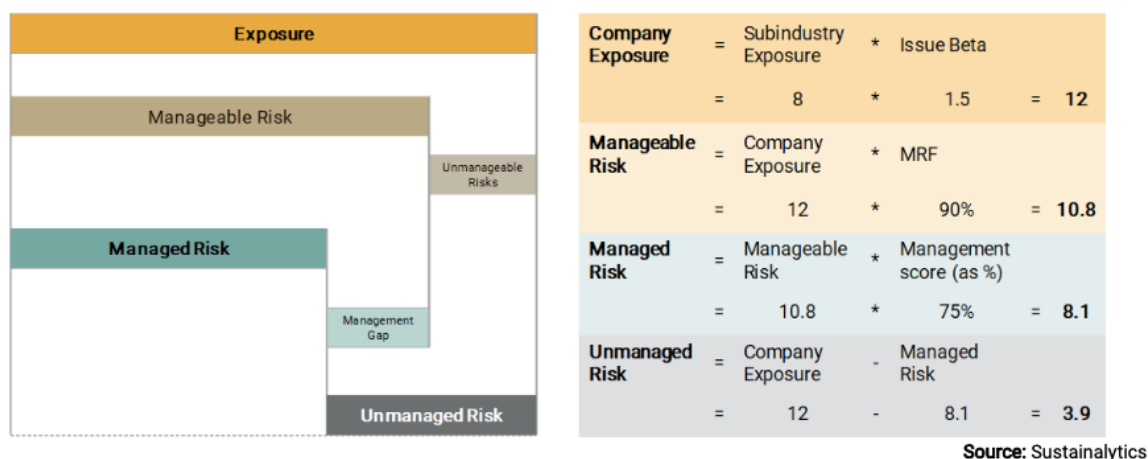 Exposure
Manageable Risk
Unmanageable
Risks
Managed Risk
Management
Gap
Unmanaged Risk
Company Exposure = Subindustry Exposure * Issue Beta
= 8 * 1.5 = 12
Manageable Risk = Company Exposure * MRF
= 12 * 90% = 10.8
Managed Risk = Manageable Risk * Management score (as %)
= 10.8 * 75% = 8.1
Unmanaged Risk = Company Exposure - Managed Risk
= 12 - 8.1 = 3.9
Source: Sustainalytics